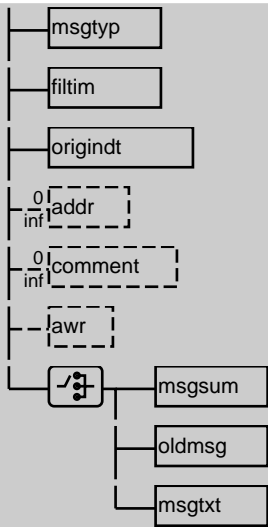 msgtyp
filtim
origindt
0
inf
addr
0
inf
comment
awr
msgsum
oldmsg
msgtxt